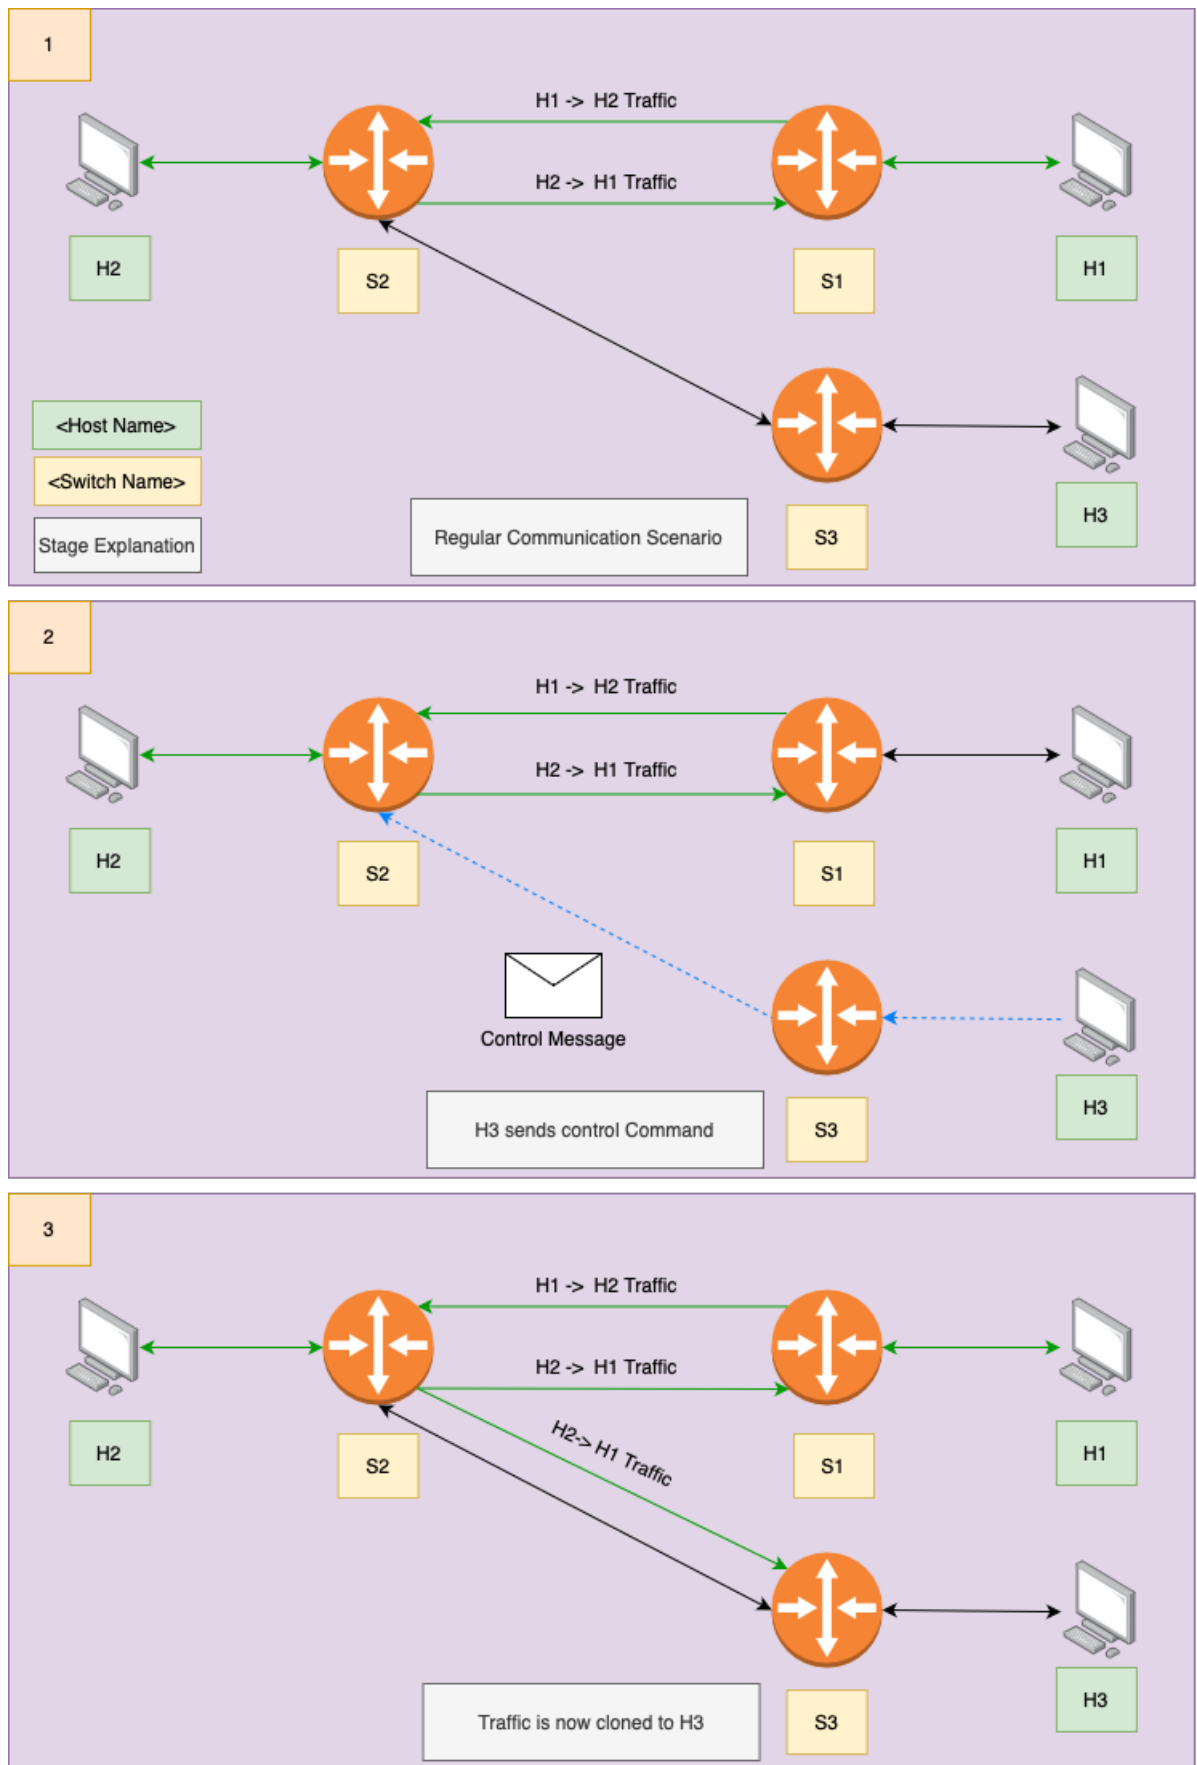 1
H1 -> H2 Traffic
H2 -> H1 Traffic
H2
S2
S1
H1
<Host Name>
<Switch Name>
Stage Explanation
Regular Communication Scenario
S3
H3
2
H1 -> H2 Traffic
H2 -> H1 Traffic
H2
S2
S1
H1
Control Message
H3 sends control Command
S3
H3
3
H1 -> H2 Traffic
H2 -> H1 Traffic
H2-> H1 Traffic
H2
S2
S1
H1
Traffic is now cloned to H3
S3
H3